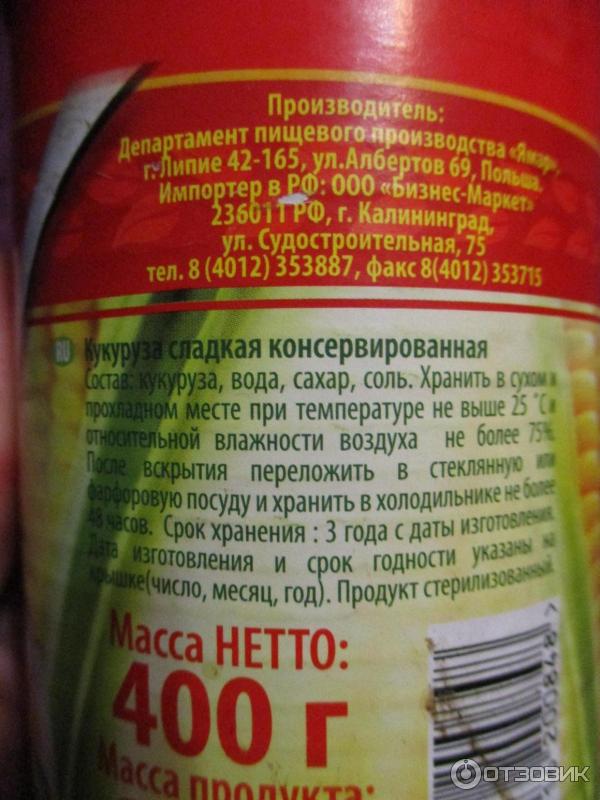 Производитель:
Департамент пищевого производства «Ямар»,
г.Липие 42-165, ул.Албертов 69, Польша.
Импортер в РФ: ООО «Бизнес-Маркет»
236011 РФ, г. Калининград,
ул. Судостроительная, 75
тел. 8 (4012) 353887, факс 8(4012) 353715
RU Кукуруза сладкая консервированная
Состав: кукуруза, вода, сахар, соль. Хранить в сухом и
прохладном месте при температуре не выше 25 °С и
относительной влажности воздуха не более 75%.
После вскрытия переложить в стеклянную или
фарфоровую посуду и хранить в холодильнике не более
48 часов. Срок хранения : 3 года с даты изготовления.
Дата изготовления и срок годности указаны на
крышке(число, месяц, год). Продукт стерилизованный.
Масса НЕТТО:
400 г
Масса продукта:
200848 >
ОТЗОВИК